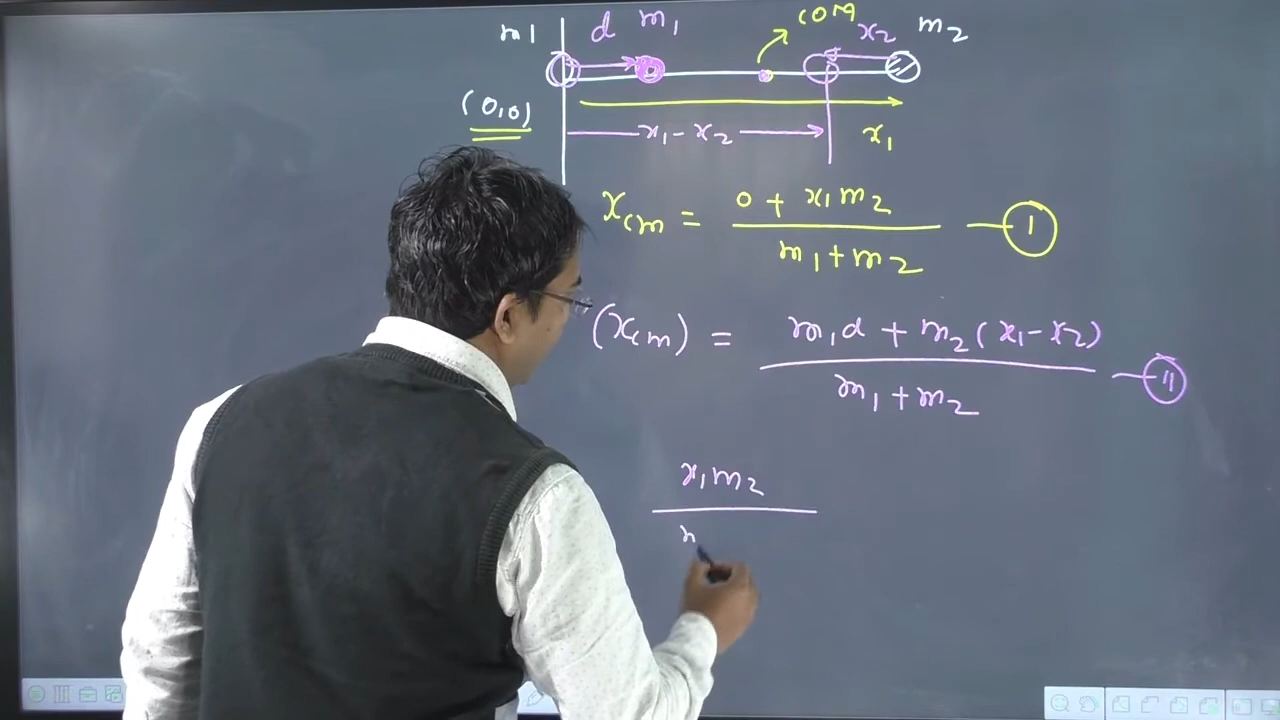 m1 d m₁ COM x₂ m₂
(0,0) x₁-x₂ x₁
xcm = 0 + x₁m₂ / m₁+m₂ — 1
(xcm) = m₁d + m₂(x₁-x₂) / m₁+m₂ — 11
x₁m₂